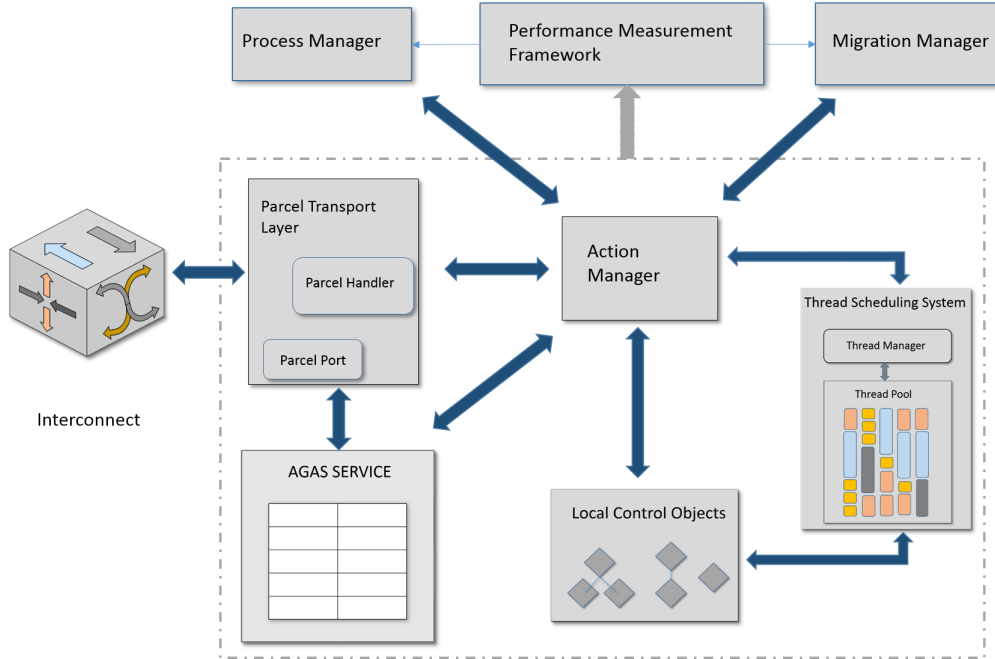 Process Manager
Performance Measurement
Framework
Migration Manager
Parcel Transport
Layer
Parcel Handler
Parcel Port
Action
Manager
Thread Scheduling System
Thread Manager
Thread Pool
Interconnect
AGAS SERVICE
Local Control Objects